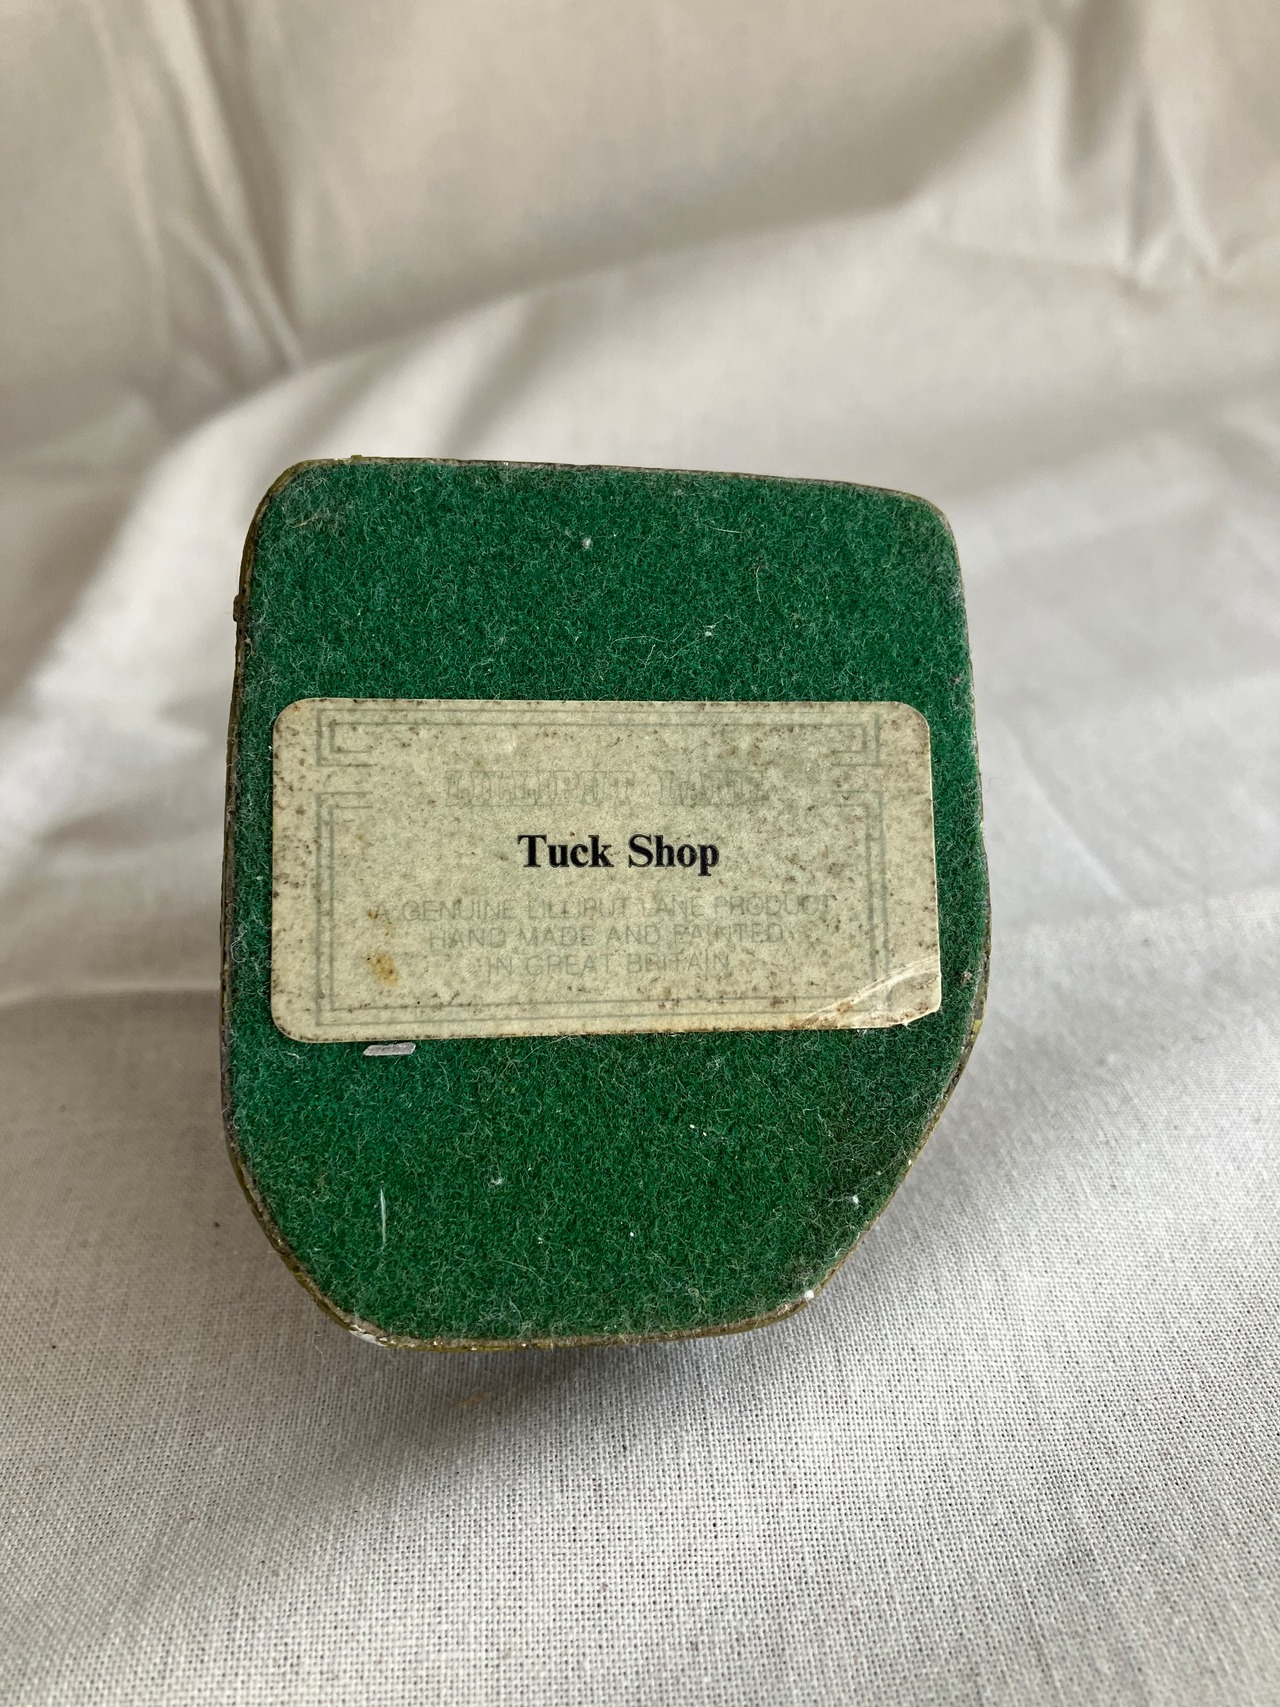 LILLIPUT LANE
Tuck Shop
A GENUINE LILLIPUT LANE PRODUCT
HAND MADE AND PAINTED
IN GREAT BRITAIN